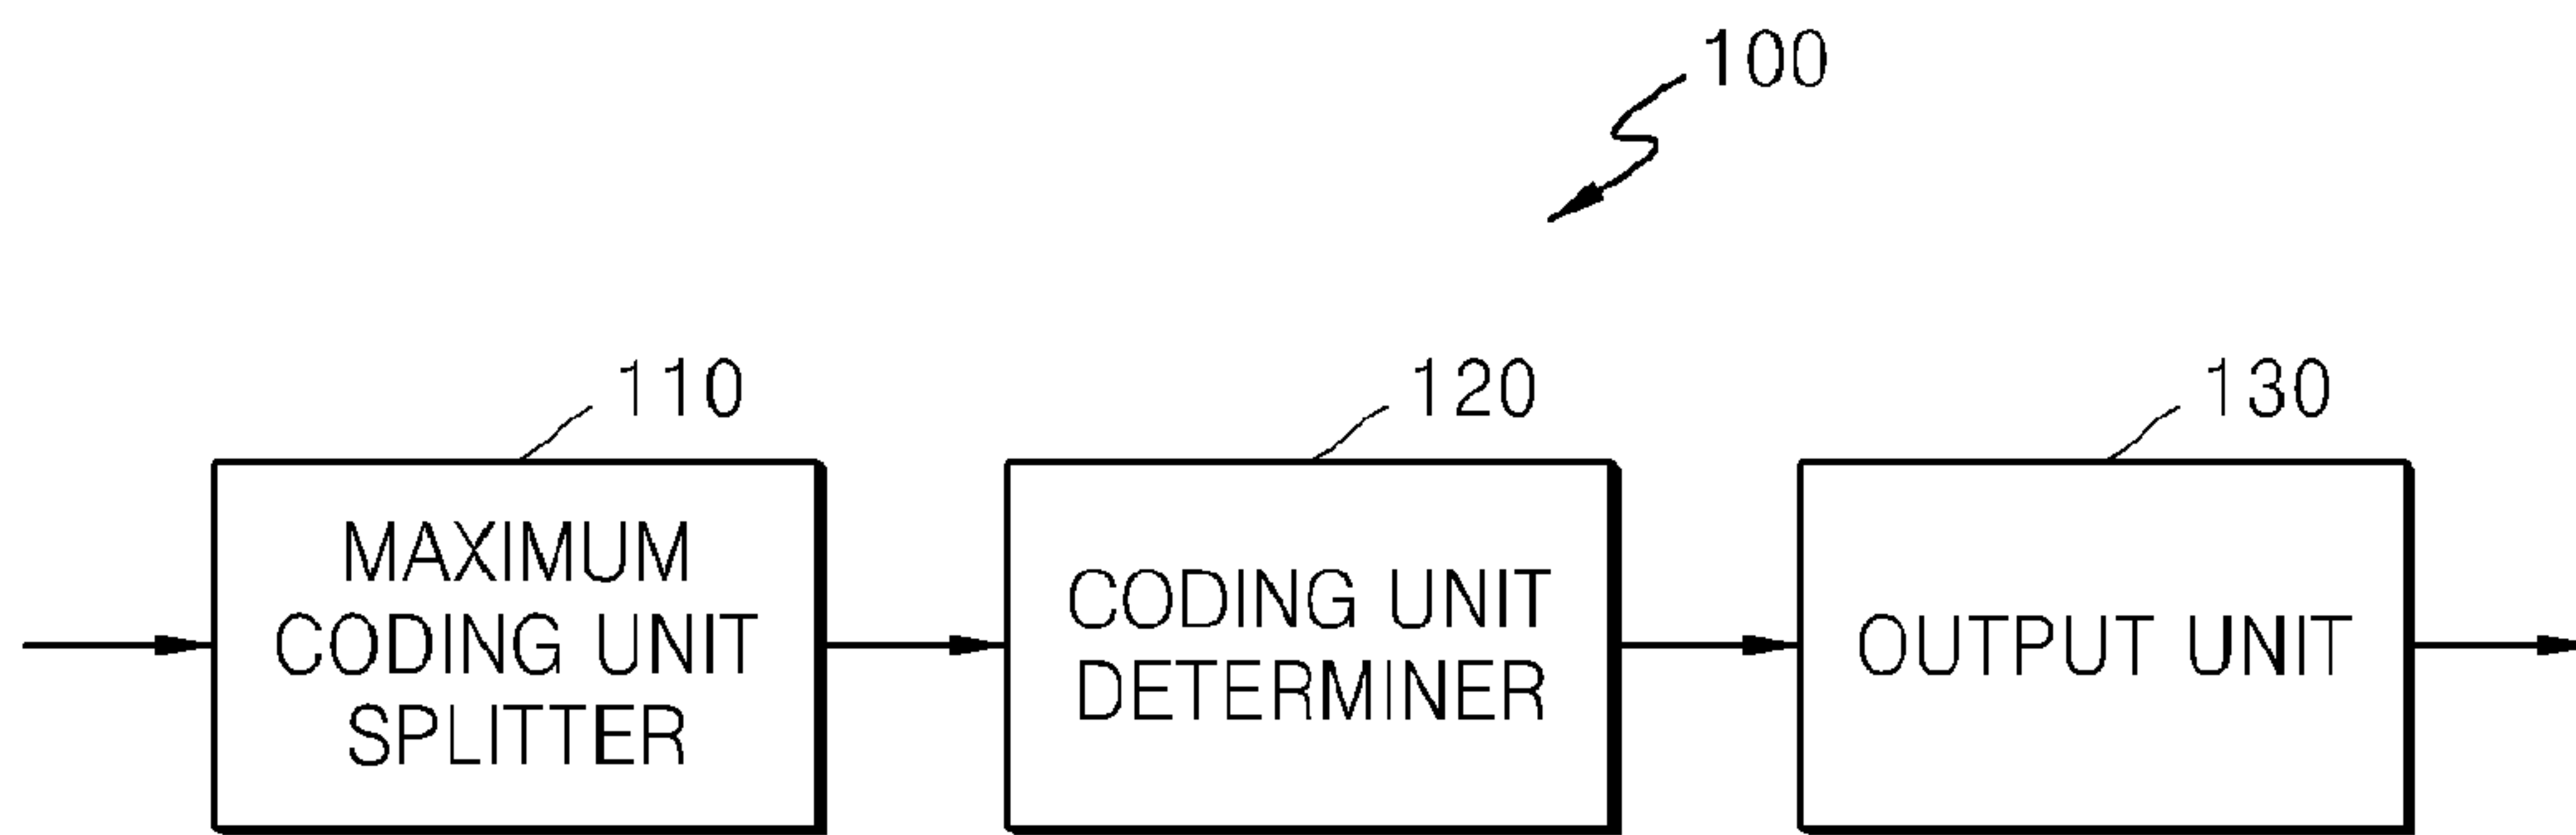 100
110
120
130
MAXIMUM
CODING UNIT
SPLITTER
CODING UNIT
DETERMINER
OUTPUT UNIT